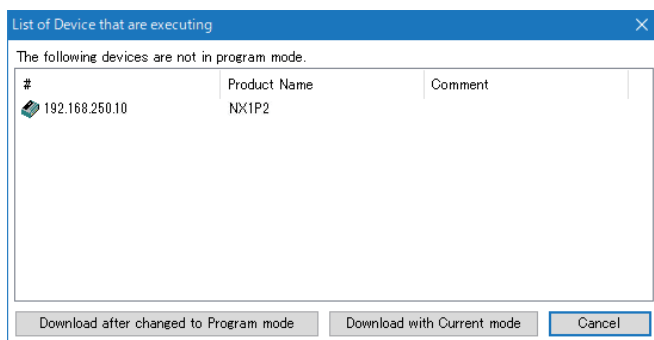 List of Device that are executing
The following devices are not in program mode.
# Product Name Comment
192.168.250.10 NX1P2
Download after changed to Program mode Download with Current mode Cancel